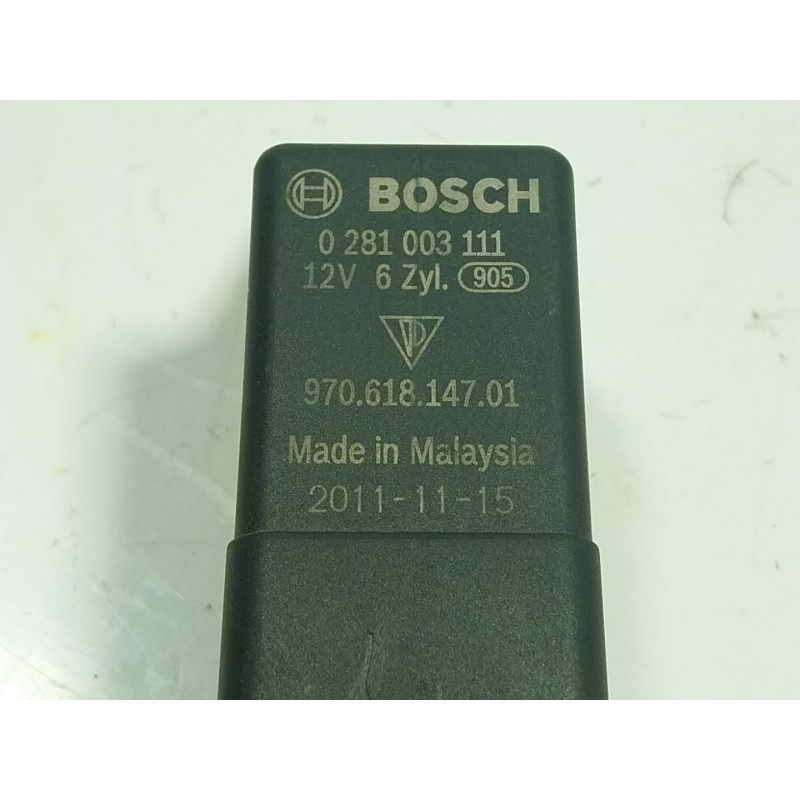 BOSCH
0 281 003 111
12V 6 Zyl. 905
970.618.147.01
Made in Malaysia
2011-11-15